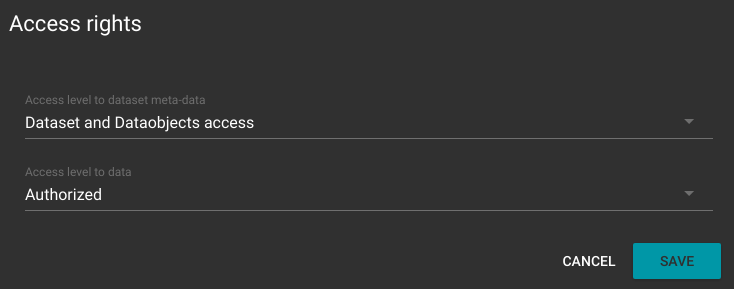 Access rights
Access level to dataset meta-data
Dataset and Dataobjects access
Access level to data
Authorized
CANCEL SAVE